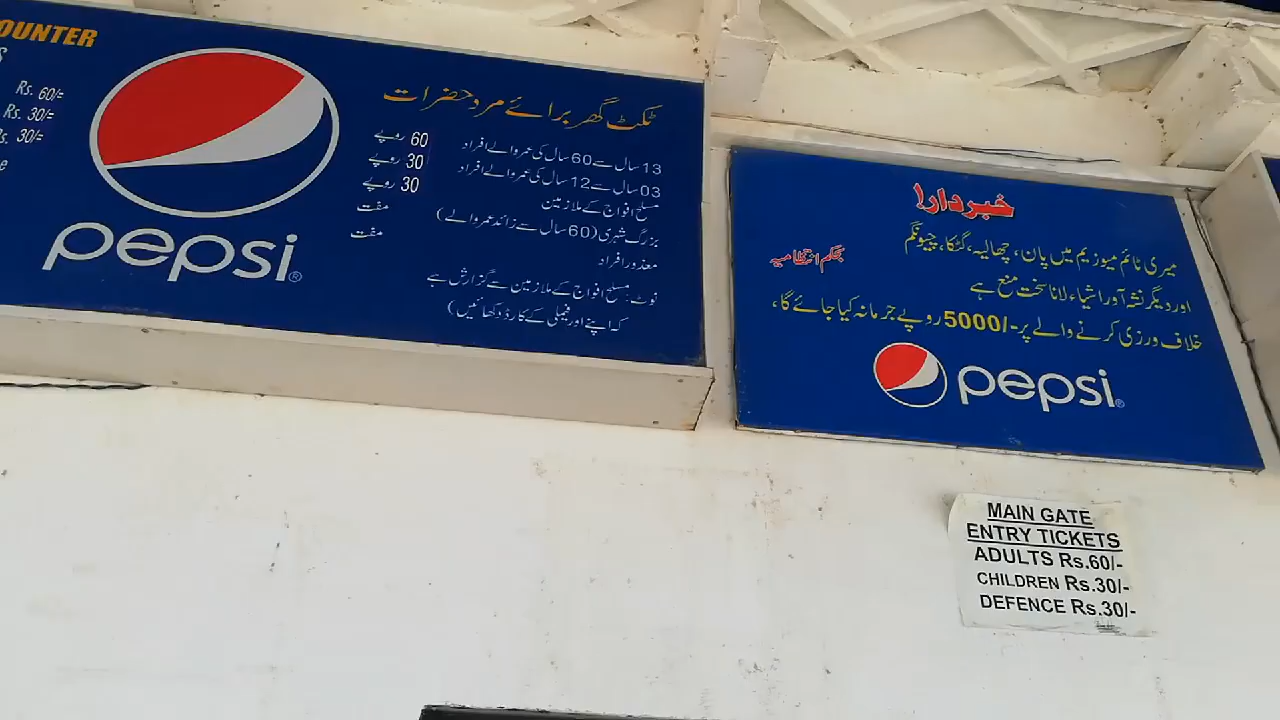 OUNTER
Rs. 60/=
Rs. 30/=
Rs. 30/=
pepsi®
ٹکٹ گھر برائے مرد حضرات
13 سال سے 60 سال کی عمر والے افراد 60 روپے
03 سال سے 12 سال کی عمر والے افراد 30 روپے
مسلح افواج کے ملازمین 30 روپے
بزرگ شہری (60 سال سے زائد عمر والے) مفت
معذور افراد مفت
نوٹ: مسلح افواج کے ملازمین سے گزارش ہے
کہ اپنے اور فیملی کے کارڈ دکھائیں)
خبردار!
میری ٹائم میوزیم میں پان، چھالیہ، گٹکا، چیونگم
اور دیگر نشہ آور اشیاء لانا سخت منع ہے
بحکم انتظامیہ
خلاف ورزی کرنے والے پر -/5000 روپے جرمانہ کیا جائے گا،
pepsi®
MAIN GATE
ENTRY TICKETS
ADULTS Rs.60/-
CHILDREN Rs.30/-
DEFENCE Rs.30/-